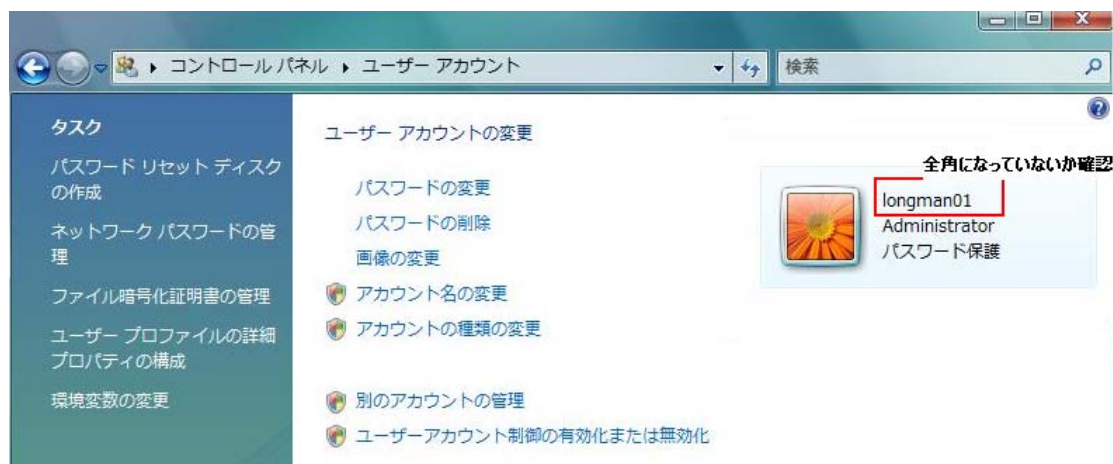 コントロール パネル ▸ ユーザー アカウント
検索
タスク
パスワード リセット ディスク
の作成
ネットワーク パスワードの管
理
ファイル暗号化証明書の管理
ユーザー プロファイルの詳細
プロパティの構成
環境変数の変更
ユーザー アカウントの変更
パスワードの変更
パスワードの削除
画像の変更
アカウント名の変更
アカウントの種類の変更
別のアカウントの管理
ユーザーアカウント制御の有効化または無効化
全角になっていないか確認
longman01
Administrator
パスワード保護